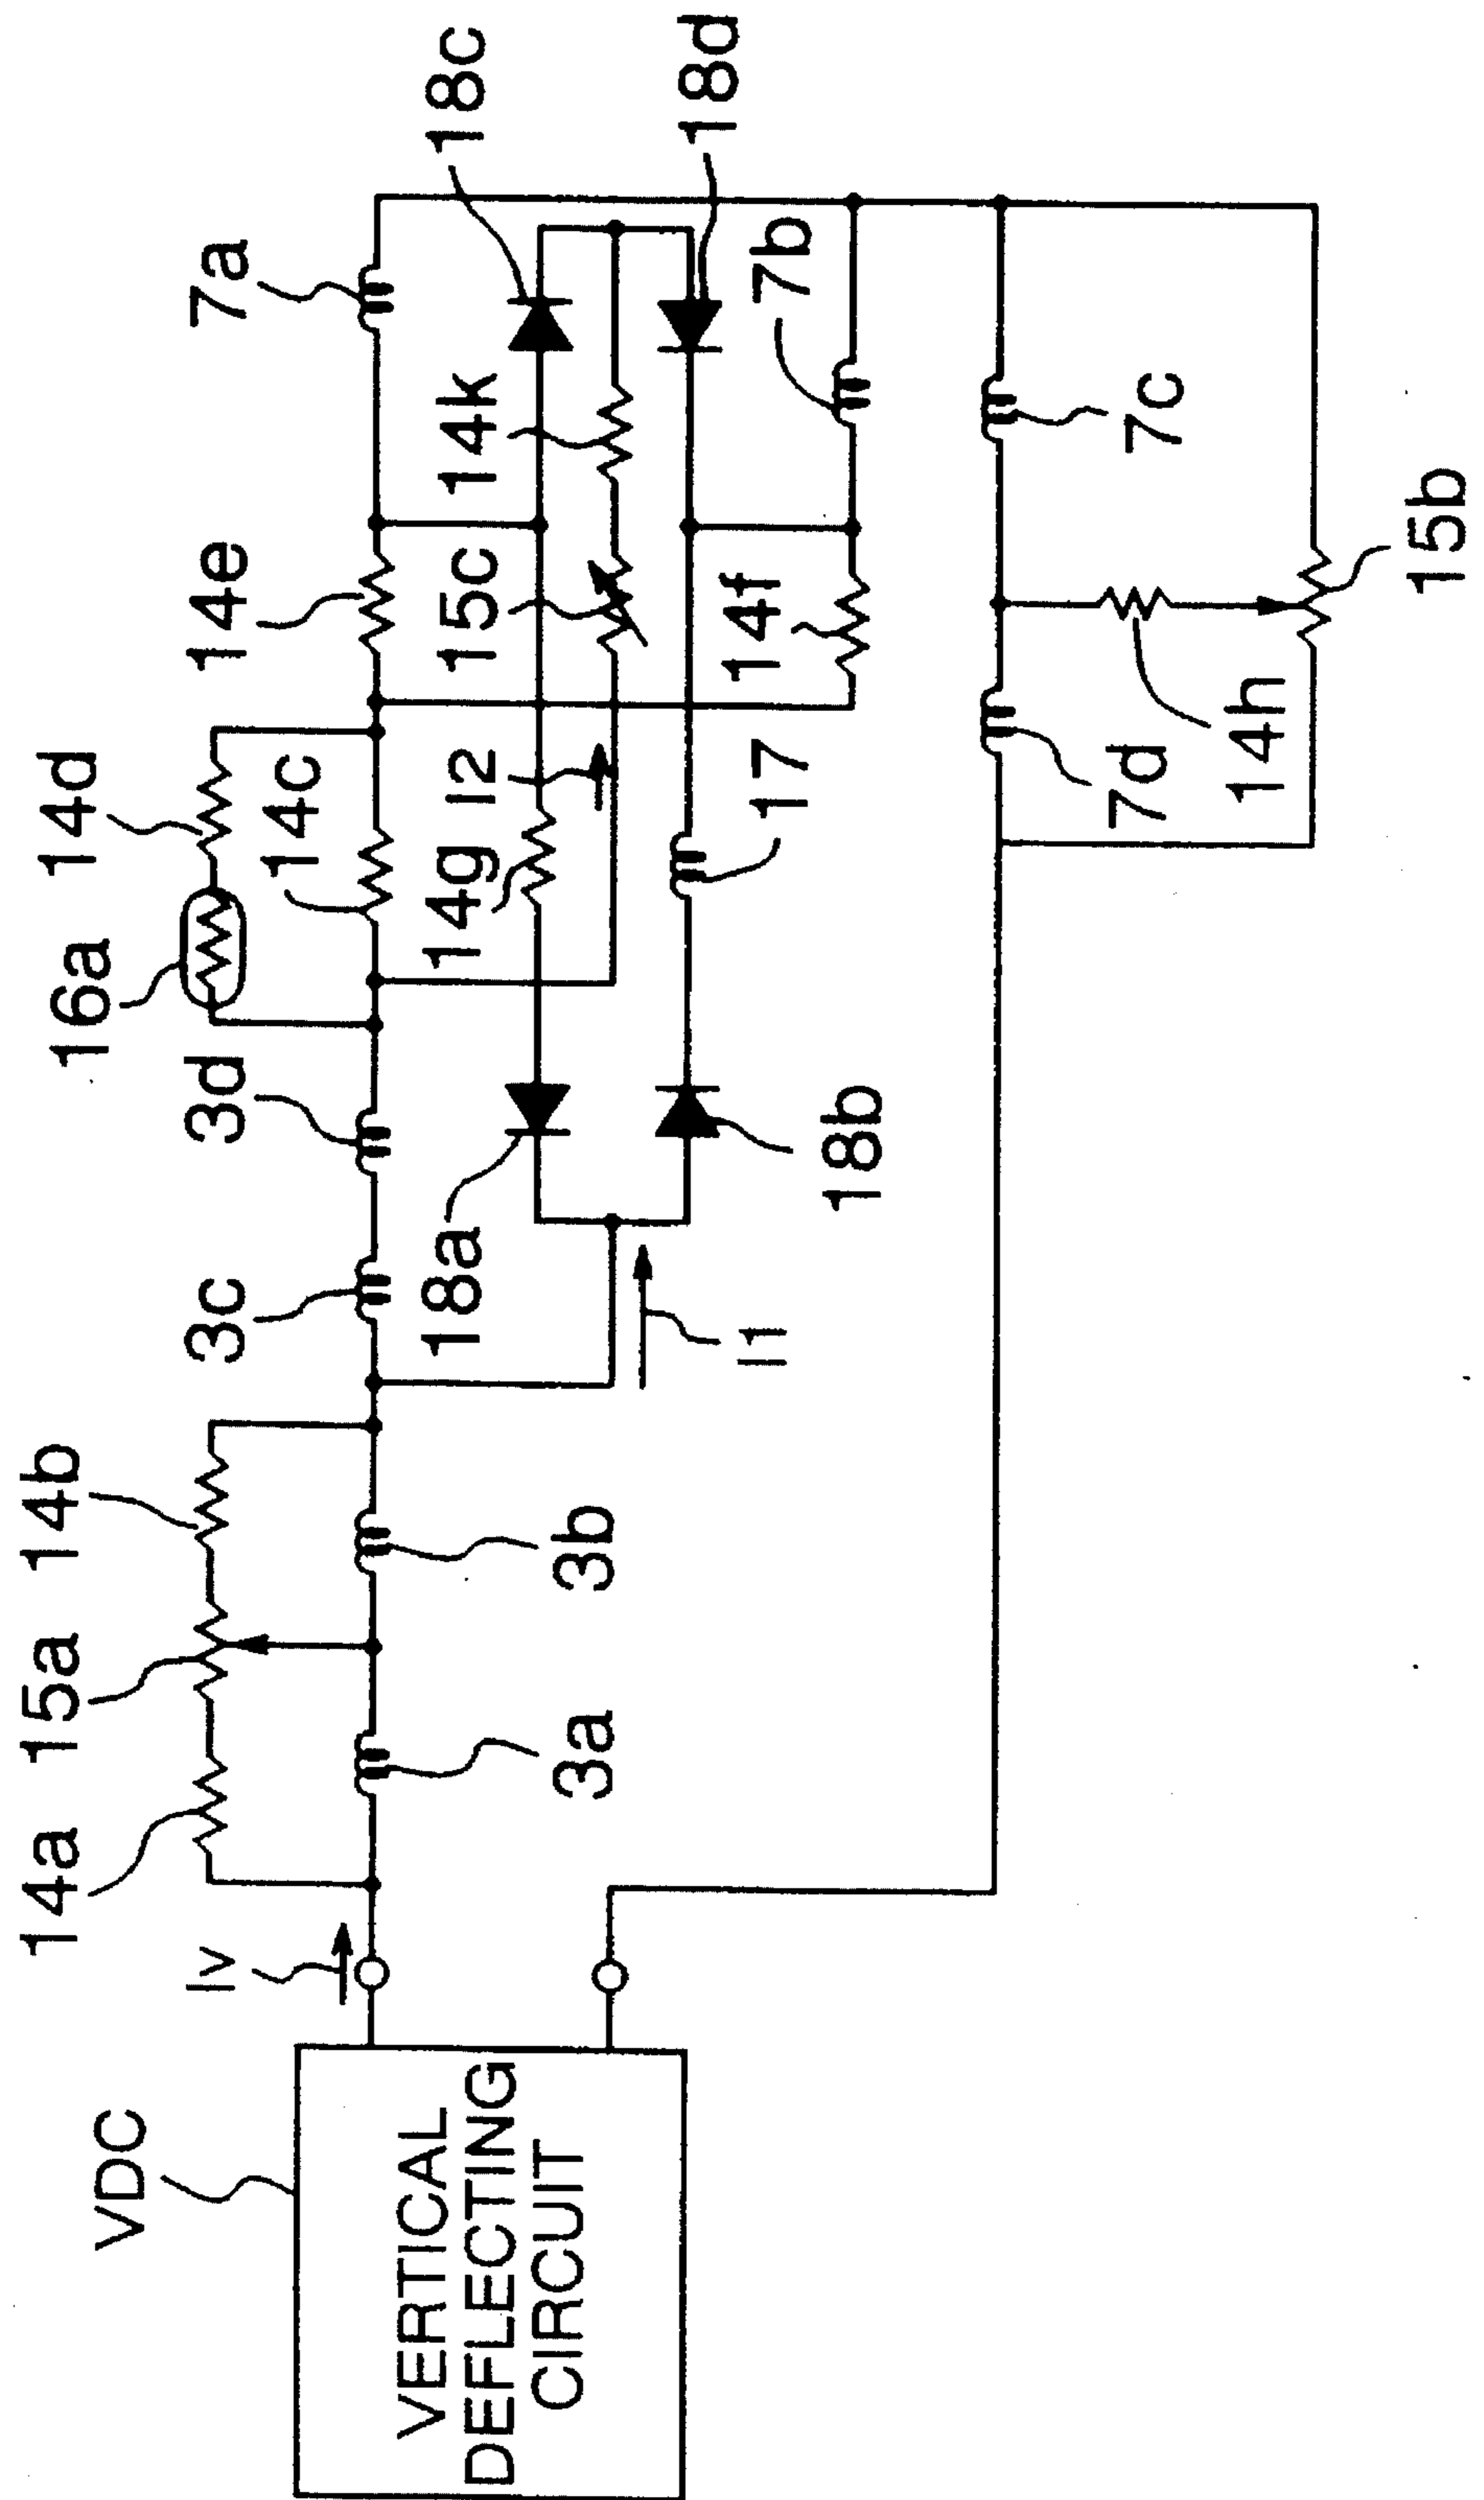 VDC
VERTICAL
DEFLECTING
CIRCUIT
Iv
14a
15a
14b
3a
3b
3c
3d
16a
14d
14c
14e
7a
18a
14g
I2
15c
14k
18c
18d
I1
18b
17
14f
7b
7d
14h
7c
15b